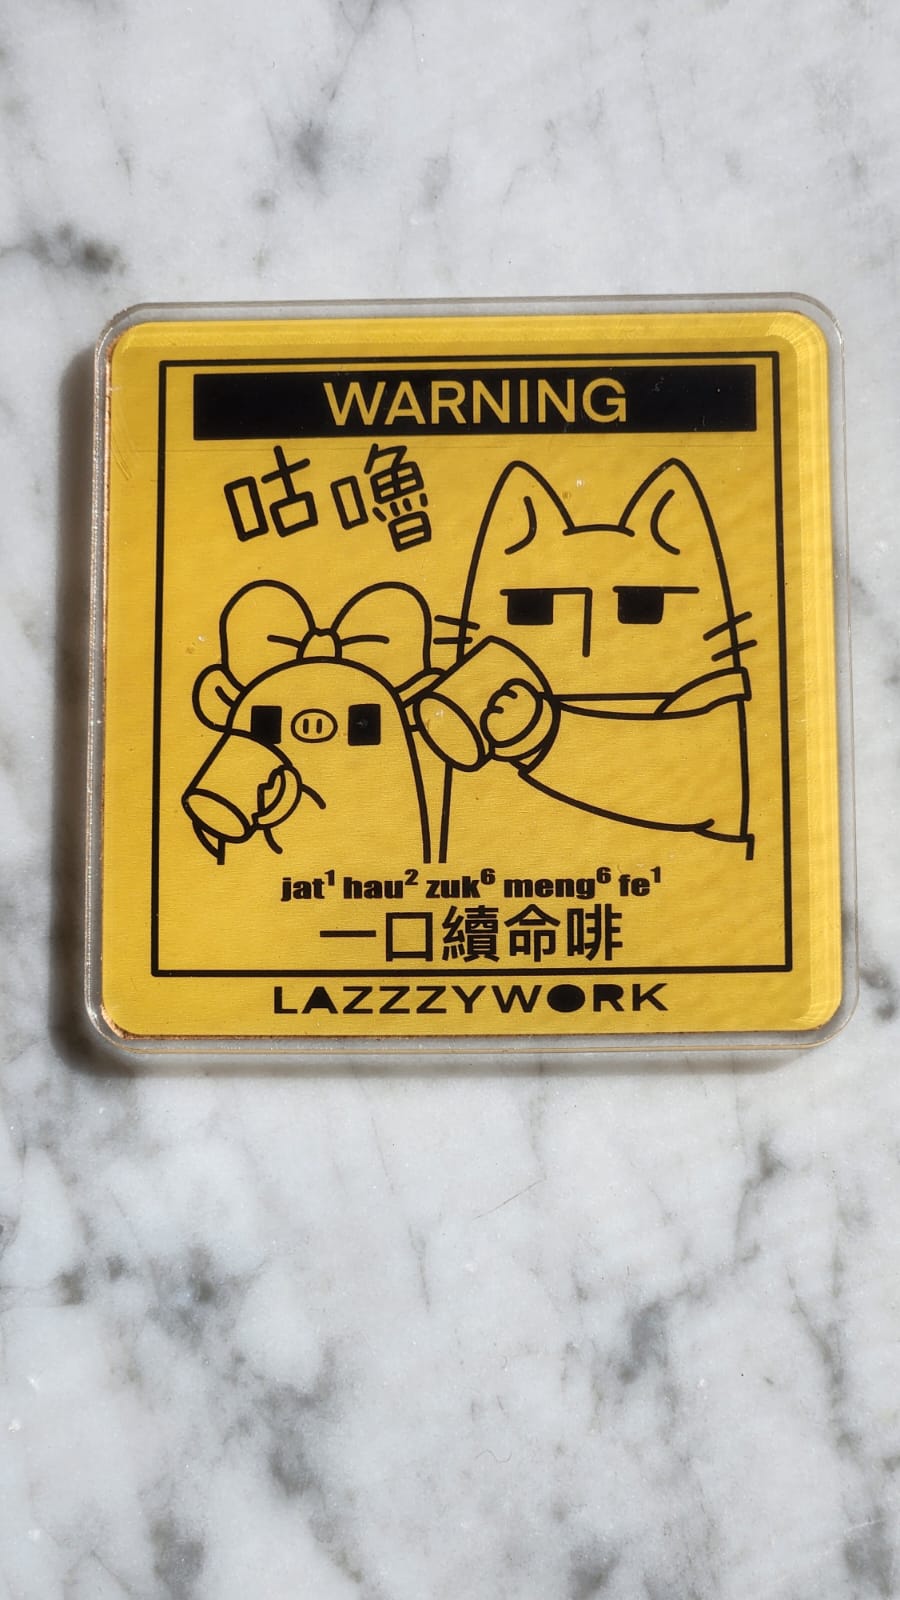 WARNING
咕嚕
jat¹ hau² zuk⁶ meng⁶ fe¹
一口續命啡
LAZZZYWORK